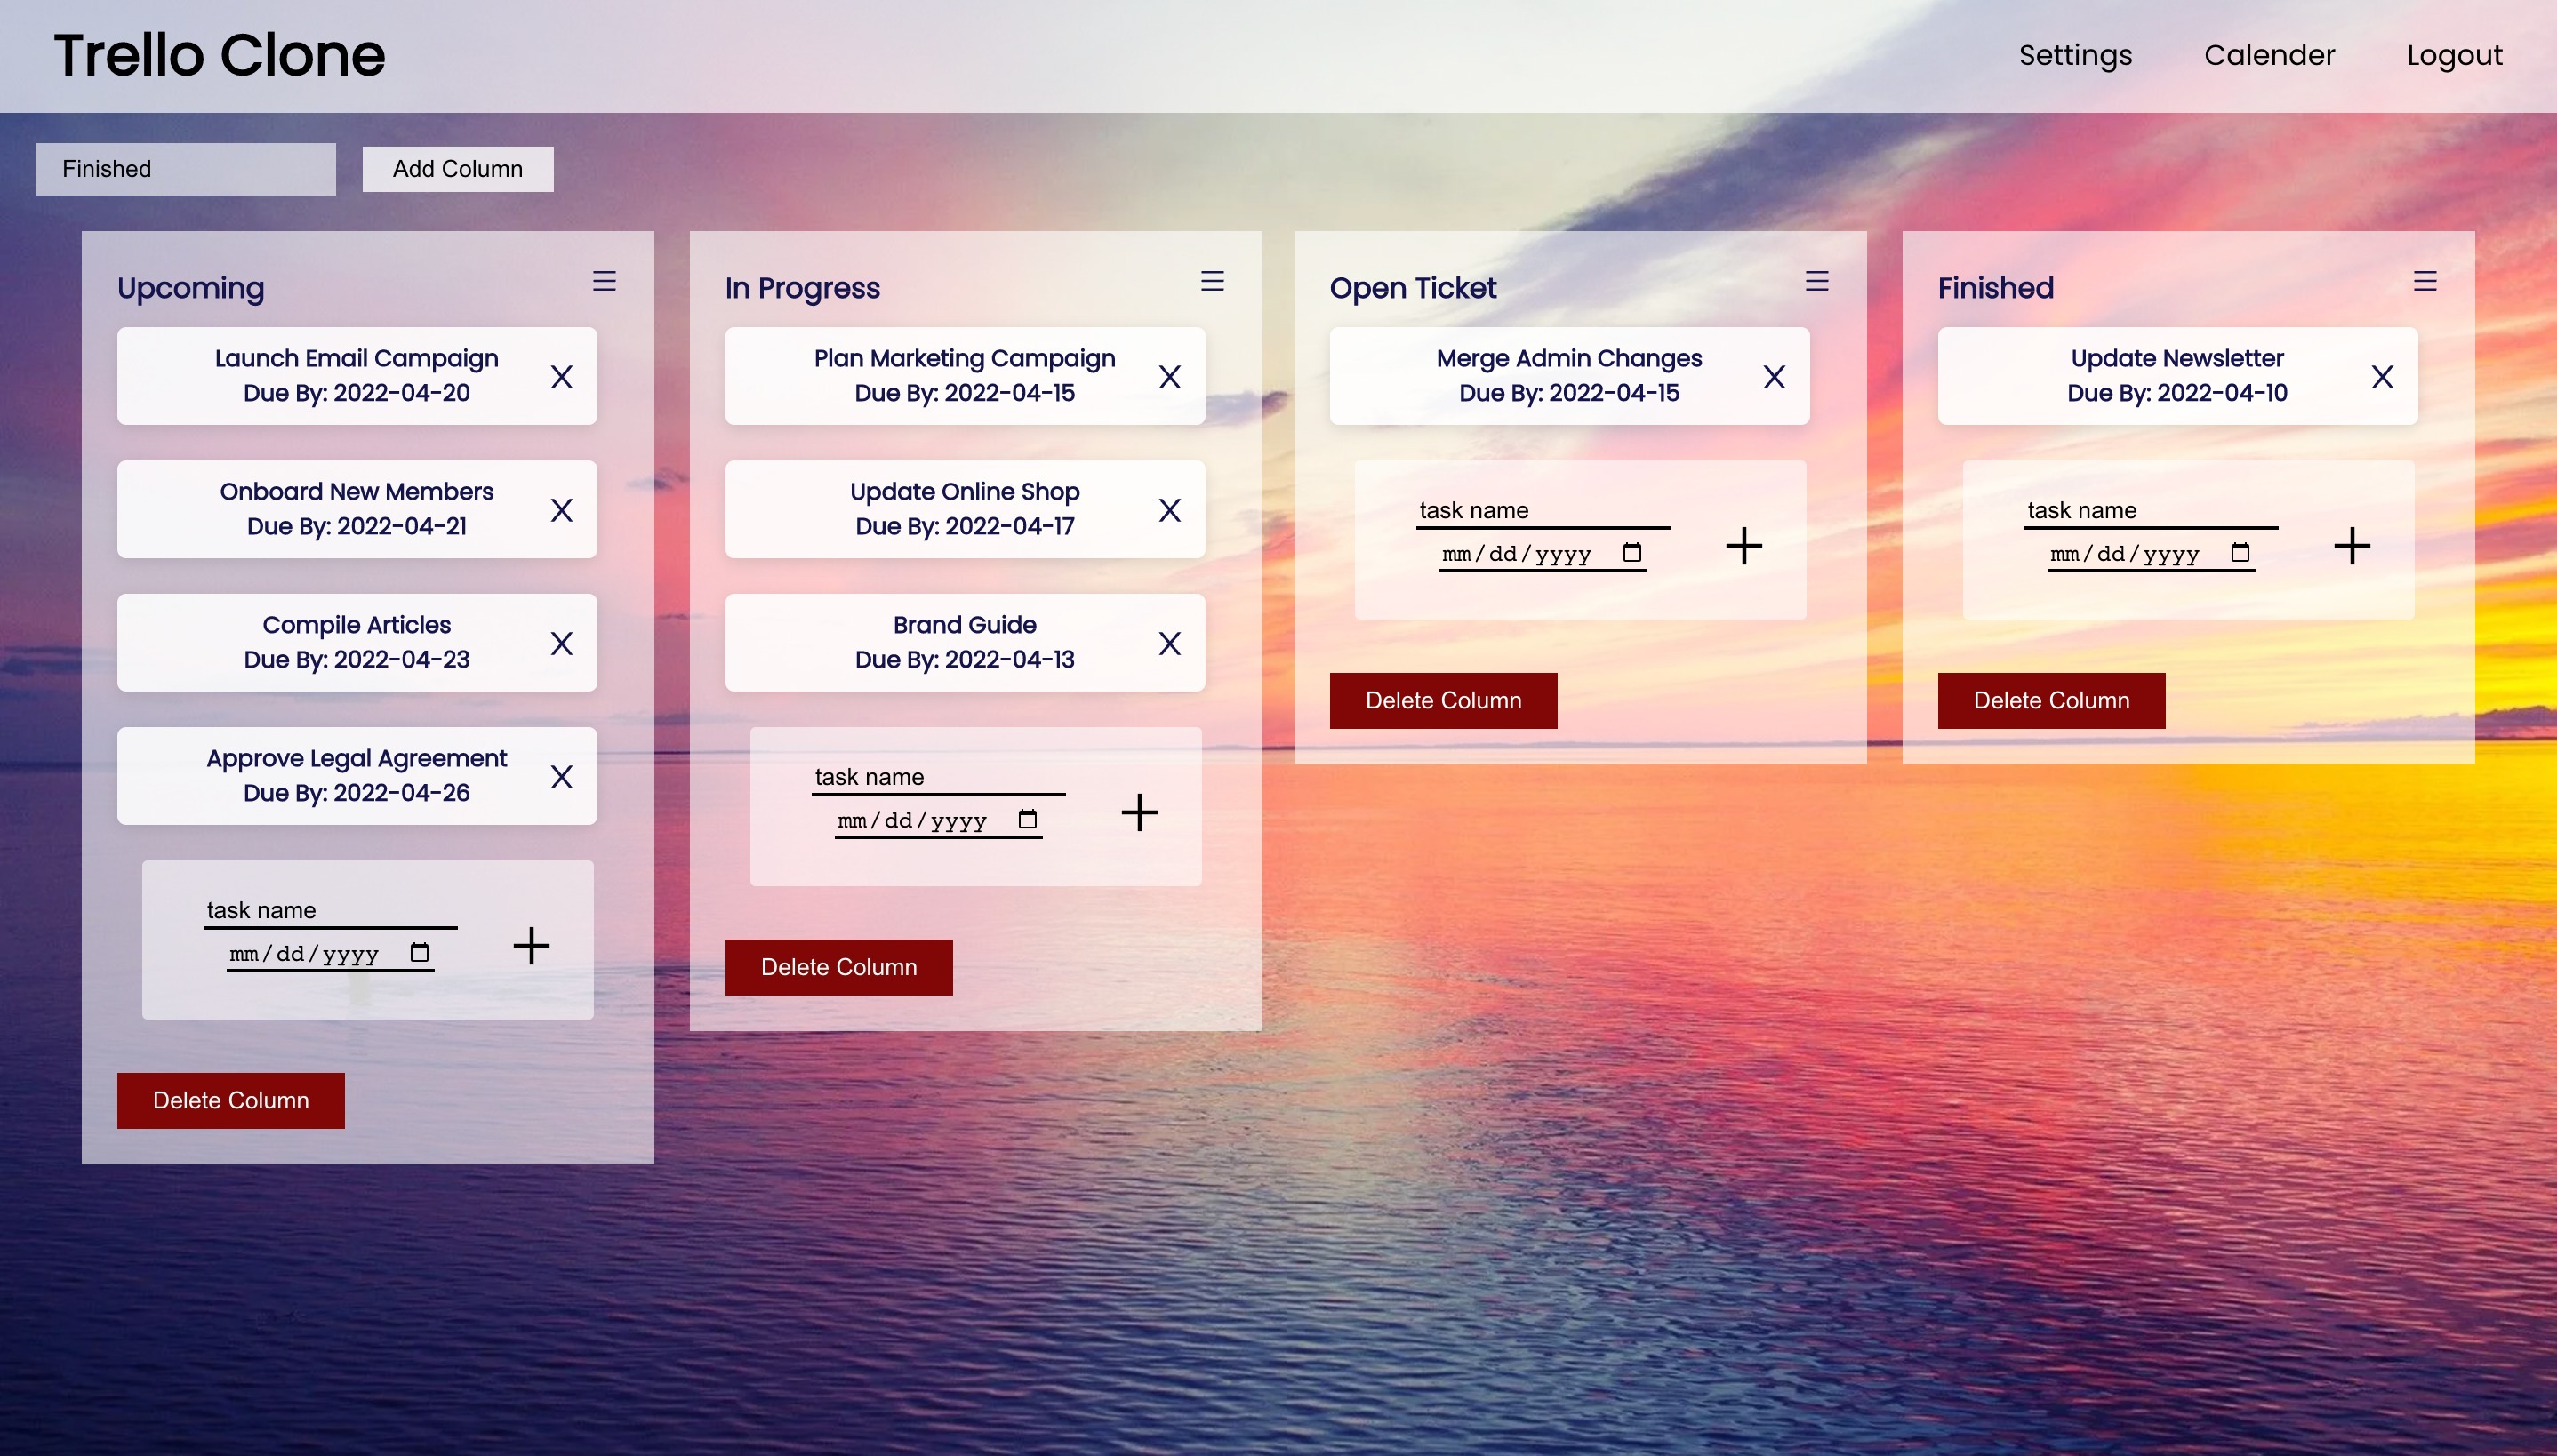 Trello Clone
Settings Calender Logout
Finished
Add Column
Upcoming
Launch Email Campaign
Due By: 2022-04-20
X
Onboard New Members
Due By: 2022-04-21
X
Compile Articles
Due By: 2022-04-23
X
Approve Legal Agreement
Due By: 2022-04-26
X
task name
mm/dd/yyyy
+
Delete Column
In Progress
Plan Marketing Campaign
Due By: 2022-04-15
X
Update Online Shop
Due By: 2022-04-17
X
Brand Guide
Due By: 2022-04-13
X
task name
mm/dd/yyyy
+
Delete Column
Open Ticket
Merge Admin Changes
Due By: 2022-04-15
X
task name
mm/dd/yyyy
+
Delete Column
Finished
Update Newsletter
Due By: 2022-04-10
X
task name
mm/dd/yyyy
+
Delete Column